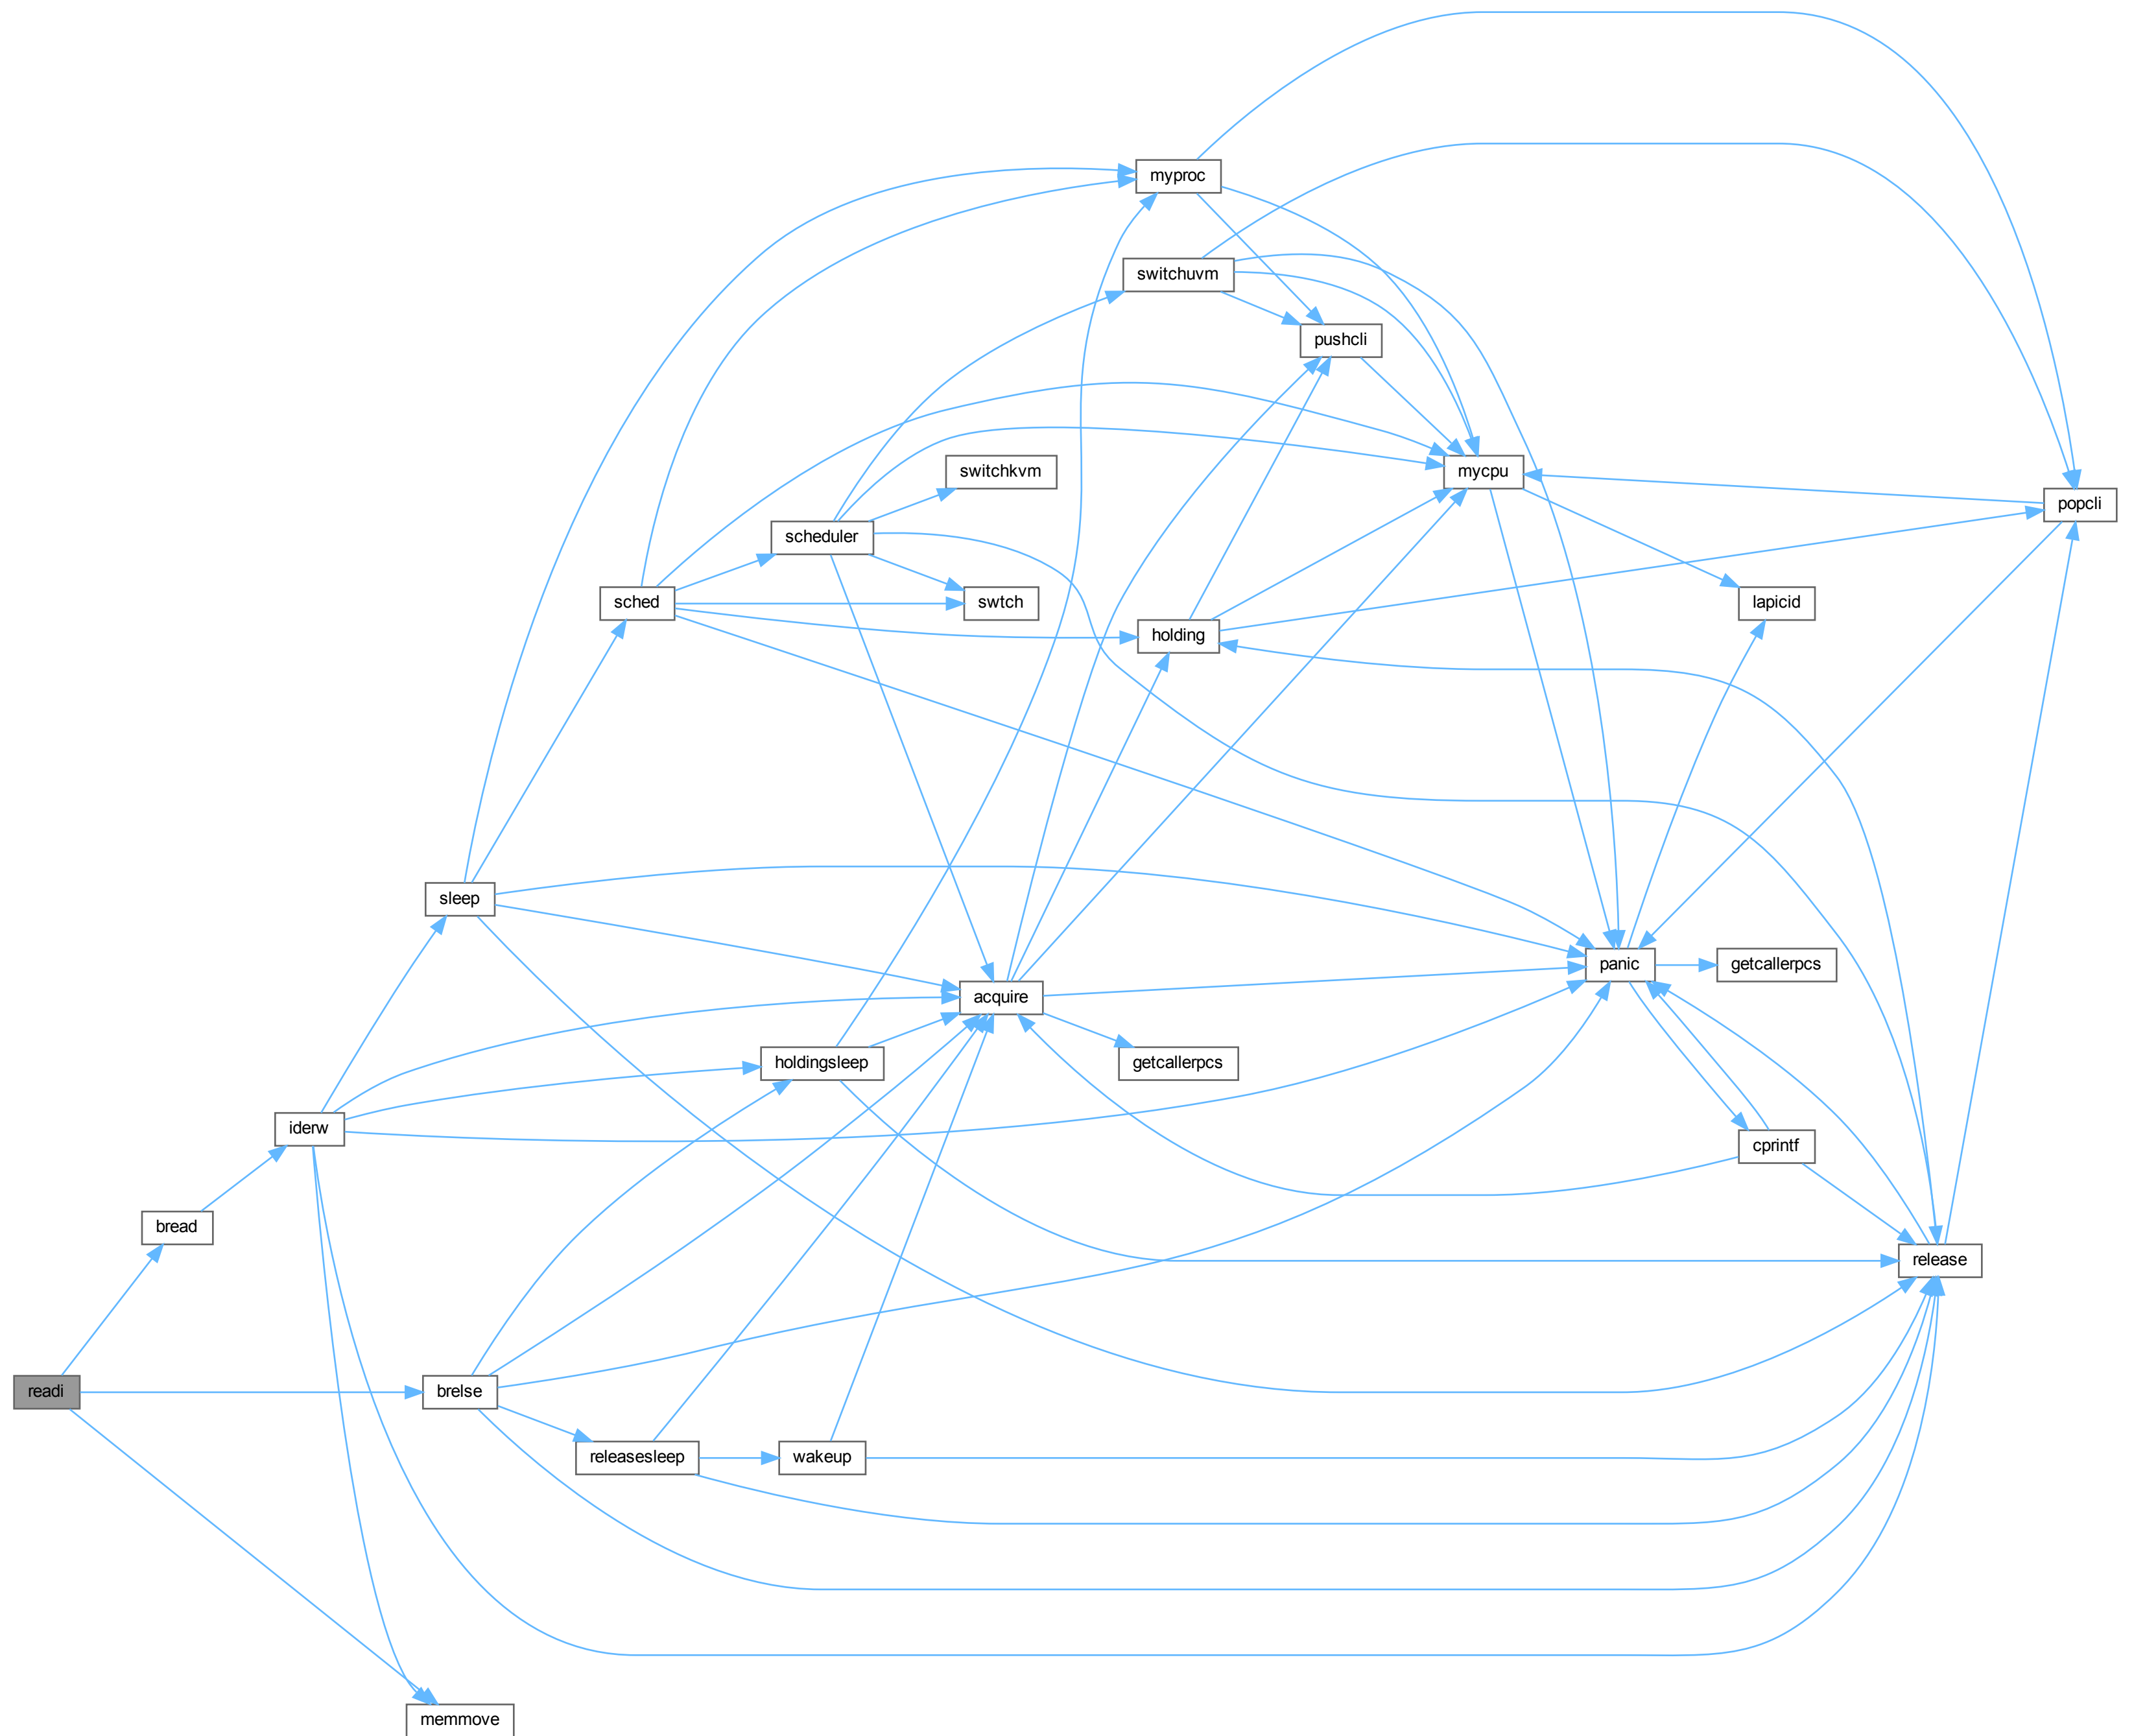 myproc
switchuvm
pushcli
switchkvm
mycpu
popcli
scheduler
sched
swtch
lapicid
holding
sleep
panic
getcallerpcs
acquire
holdingsleep
getcallerpcs
iderw
cprintf
bread
release
readi
brelse
releasesleep
wakeup
memmove